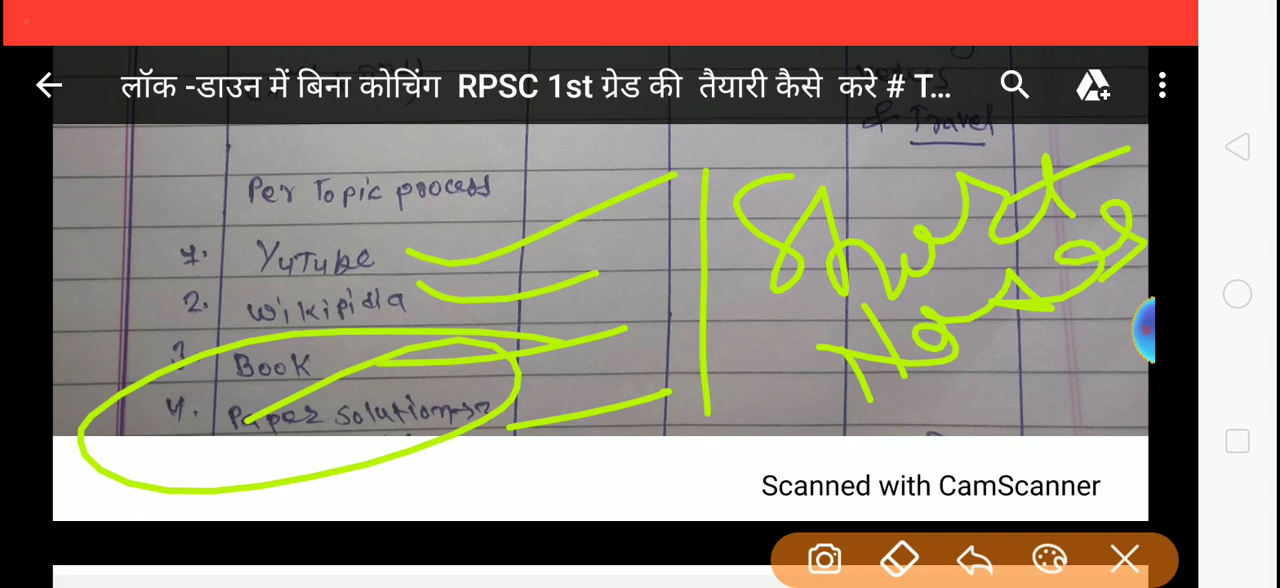 लॉक -डाउन में बिना कोचिंग RPSC 1st ग्रेड की तैयारी कैसे करे # T...
& Travel
Per Topic process
1. YuTube
2. Wikipidia
3. Book
4. Paper Solution
Short
Notes
Scanned with CamScanner